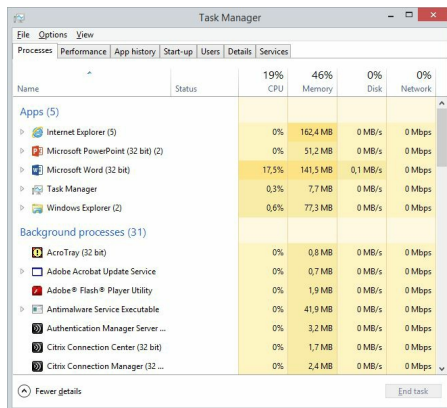 Task Manager
File Options View
Processes Performance App history Start-up Users Details Services
19% 46% 0% 0%
Name Status CPU Memory Disk Network
Apps (5)
Internet Explorer (5) 0% 162,4 MB 0 MB/s 0 Mbps
Microsoft PowerPoint (32 bit) (2) 0% 51,2 MB 0 MB/s 0 Mbps
Microsoft Word (32 bit) 17,5% 141,5 MB 0,1 MB/s 0 Mbps
Task Manager 0,3% 7,7 MB 0 MB/s 0 Mbps
Windows Explorer (2) 0,6% 77,3 MB 0 MB/s 0 Mbps
Background processes (31)
AcroTray (32 bit) 0% 0,8 MB 0 MB/s 0 Mbps
Adobe Acrobat Update Service 0% 0,7 MB 0 MB/s 0 Mbps
Adobe® Flash® Player Utility 0% 1,9 MB 0 MB/s 0 Mbps
Antimalware Service Executable 0% 41,9 MB 0 MB/s 0 Mbps
Authentication Manager Server ... 0% 3,2 MB 0 MB/s 0 Mbps
Citrix Connection Center (32 bit) 0% 1,7 MB 0 MB/s 0 Mbps
Citrix Connection Manager (32 ... 0% 2,4 MB 0 MB/s 0 Mbps
Fewer details End task